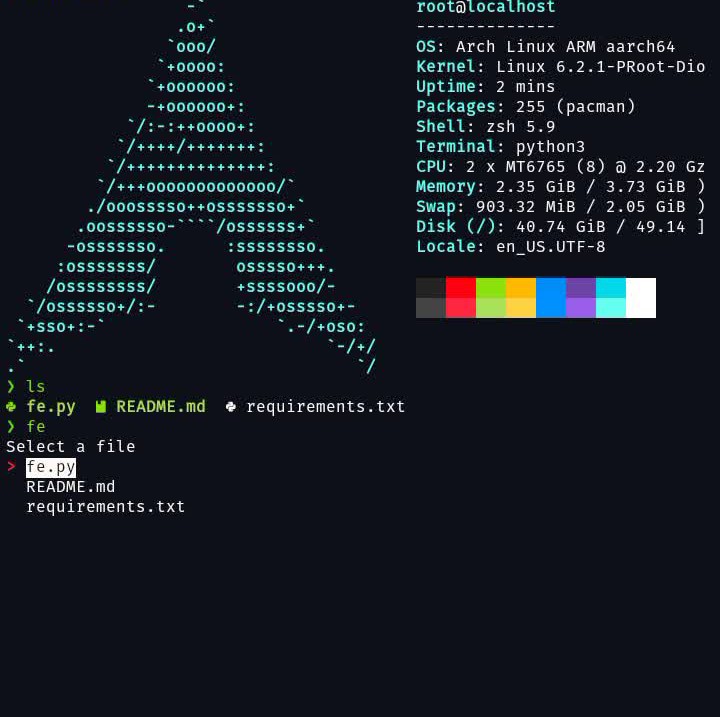 -`
.o+`
`ooo/
`+oooo:
`+oooooo:
-+oooooo+:
`/:-:++oooo+:
`/++++/+++++++:
`/++++++++++++++:
`/+++ooooooooooooo/`
./ooosssso++osssssso+`
.oossssso-````/ossssss+`
-osssssso.      :ssssssso.
:osssssss/        osssso+++.
/ossssssss/        +ssssooo/-
`/ossssso+/:-        -:/+osssso+-
`+sso+:-`                 `.-/+oso:
`++:.                           `-/+/
.`                                 `/
root@localhost
--------------
OS: Arch Linux ARM aarch64
Kernel: Linux 6.2.1-PRoot-Dio
Uptime: 2 mins
Packages: 255 (pacman)
Shell: zsh 5.9
Terminal: python3
CPU: 2 x MT6765 (8) @ 2.20 Gz
Memory: 2.35 GiB / 3.73 GiB )
Swap: 903.32 MiB / 2.05 GiB )
Disk (/): 40.74 GiB / 49.14 ]
Locale: en_US.UTF-8
❯ ls
fe.py  README.md  requirements.txt
❯ fe
Select a file
> fe.py
README.md
requirements.txt